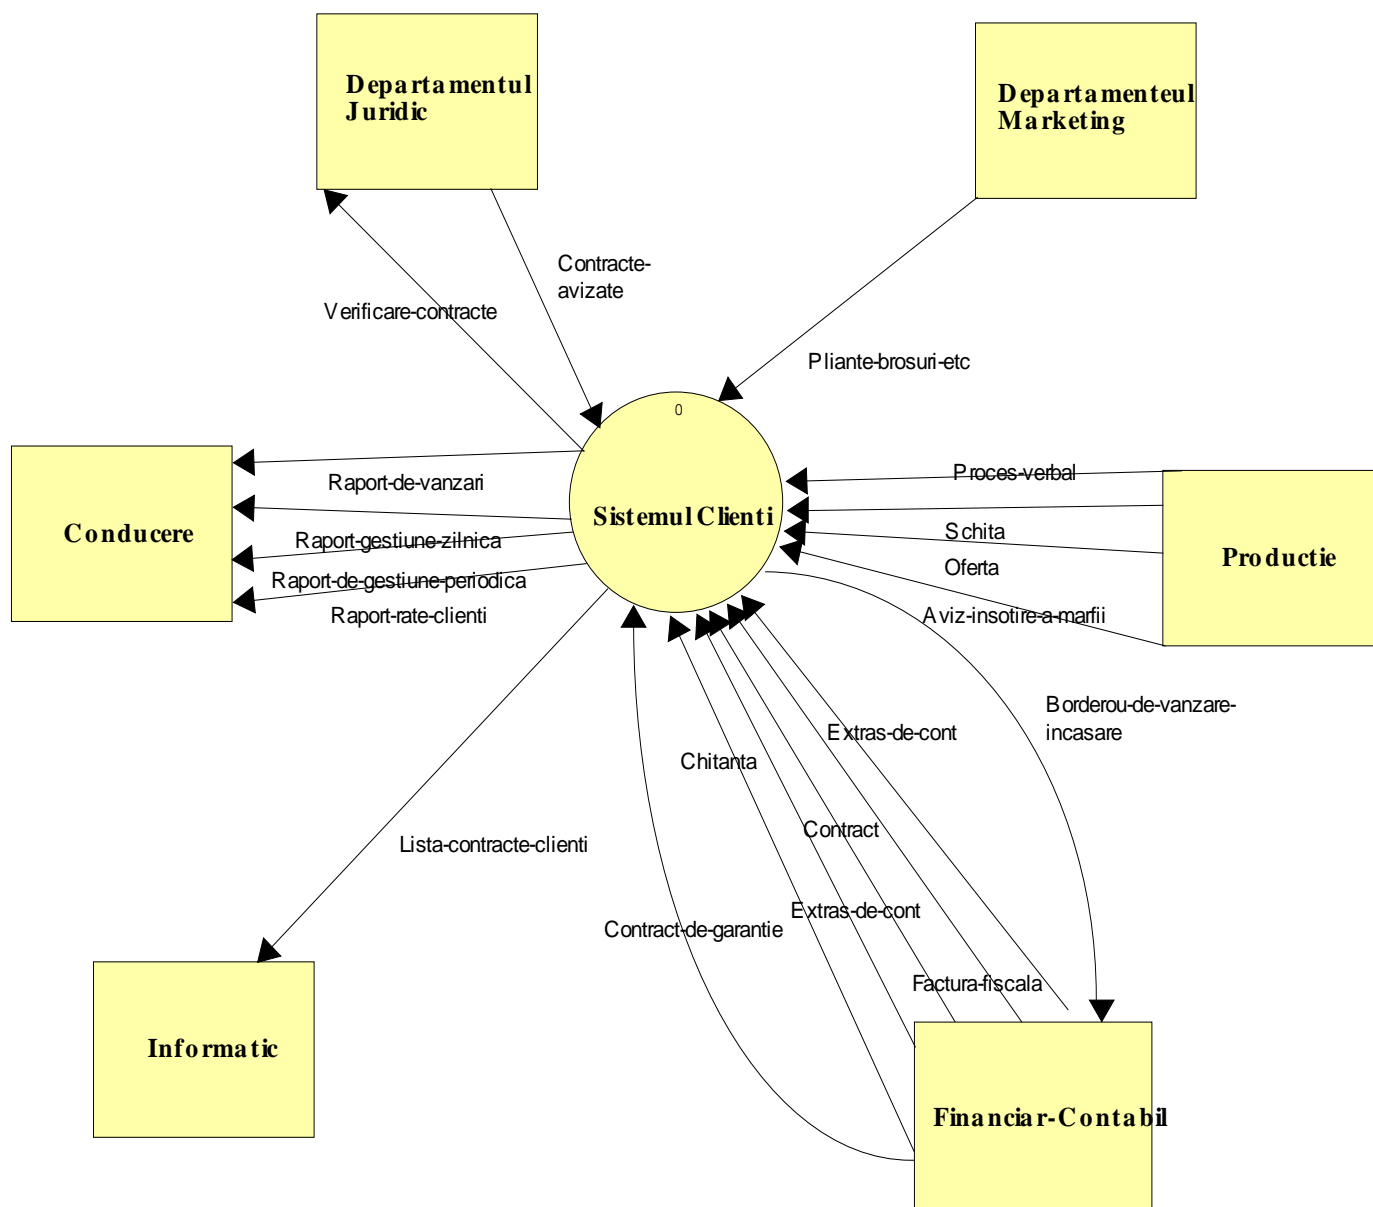 Departamentul
Juridic
Departamenteul
Marketing
Contracte-
avizate
Verificare-contracte
Pliante-brosuri-etc
0
Sistemul Clienti
Raport-de-vanzari
Proces-verbal
Conducere
Raport-gestiune-zilnica
Schita
Productie
Raport-de-gestiune-periodica
Oferta
Raport-rate-clienti
Aviz-insotire-a-marfii
Borderou-de-vanzare-
incasare
Extras-de-cont
Chitanta
Contract
Lista-contracte-clienti
Extras-de-cont
Contract-de-garantie
Factura-fiscala
Informatic
Financiar-Contabil